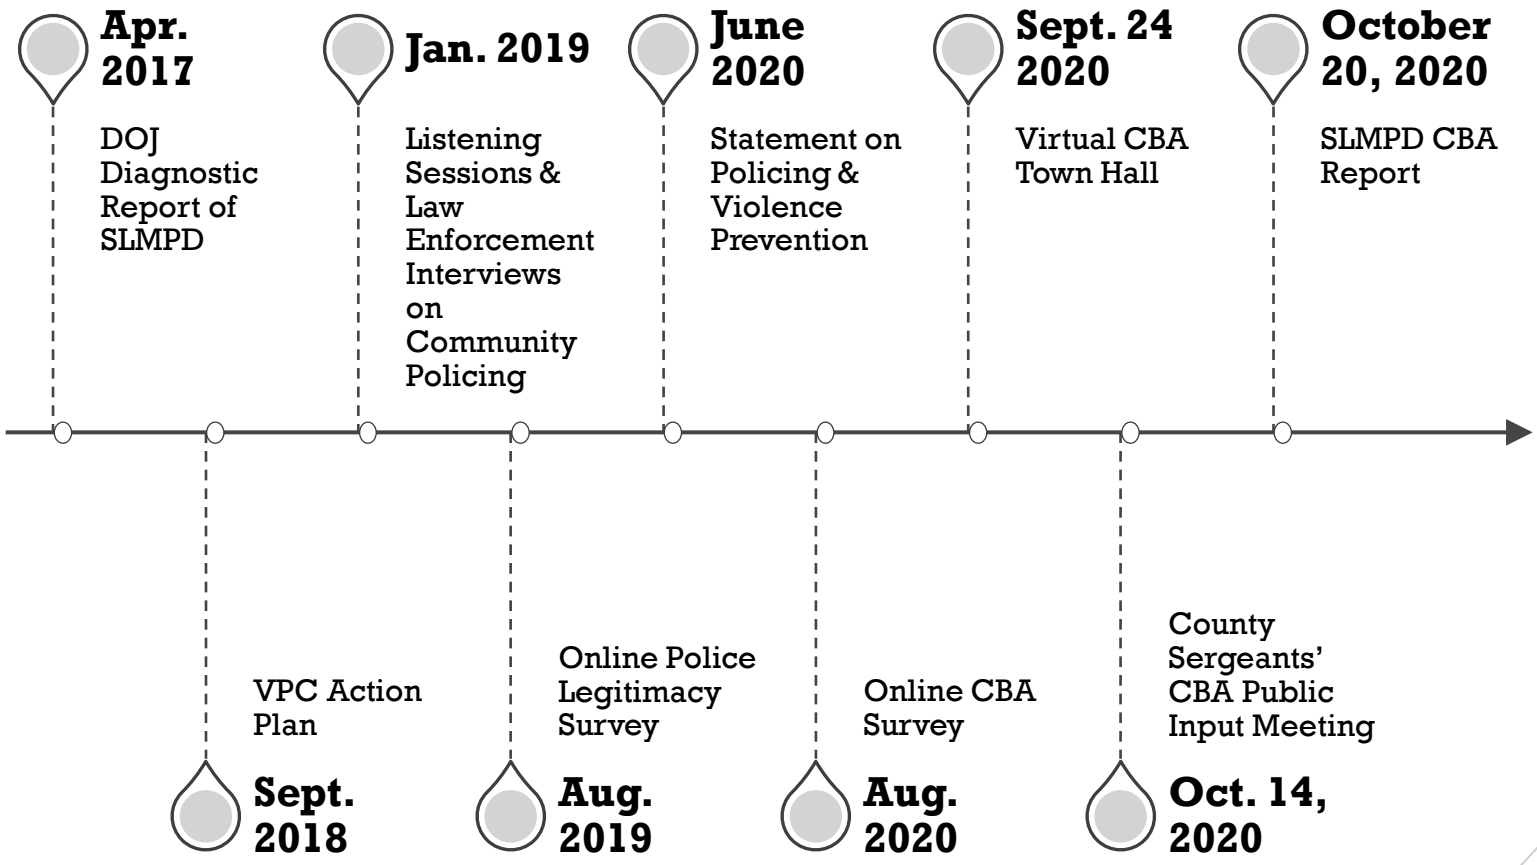 Apr.
2017
DOJ
Diagnostic
Report of
SLMPD
Jan. 2019
Listening
Sessions &
Law
Enforcement
Interviews
on
Community
Policing
June
2020
Statement on
Policing &
Violence
Prevention
Sept. 24
2020
Virtual CBA
Town Hall
October
20, 2020
SLMPD CBA
Report
VPC Action
Plan
Sept.
2018
Online Police
Legitimacy
Survey
Aug.
2019
Online CBA
Survey
Aug.
2020
County
Sergeants’
CBA Public
Input Meeting
Oct. 14,
2020